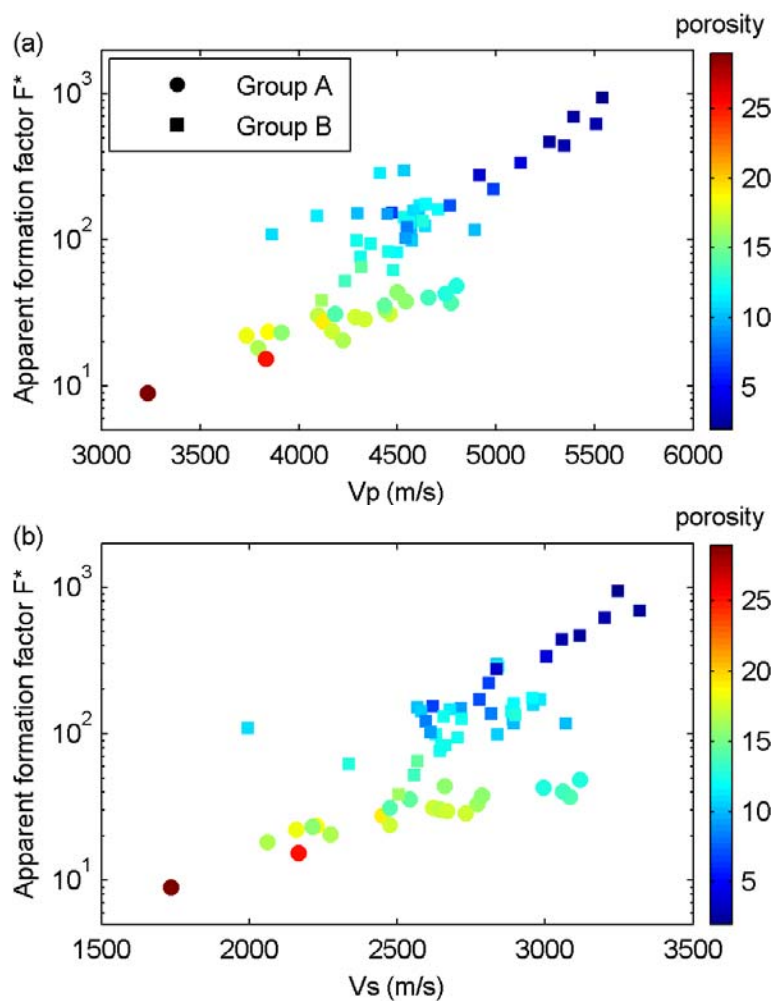 porosity
(a)
Apparent formation factor F*
10³
10²
10¹
Group A
Group B
25
20
15
10
5
3000 3500 4000 4500 5000 5500 6000
Vp (m/s)
porosity
(b)
Apparent formation factor F*
10³
10²
10¹
25
20
15
10
5
1500 2000 2500 3000 3500
Vs (m/s)